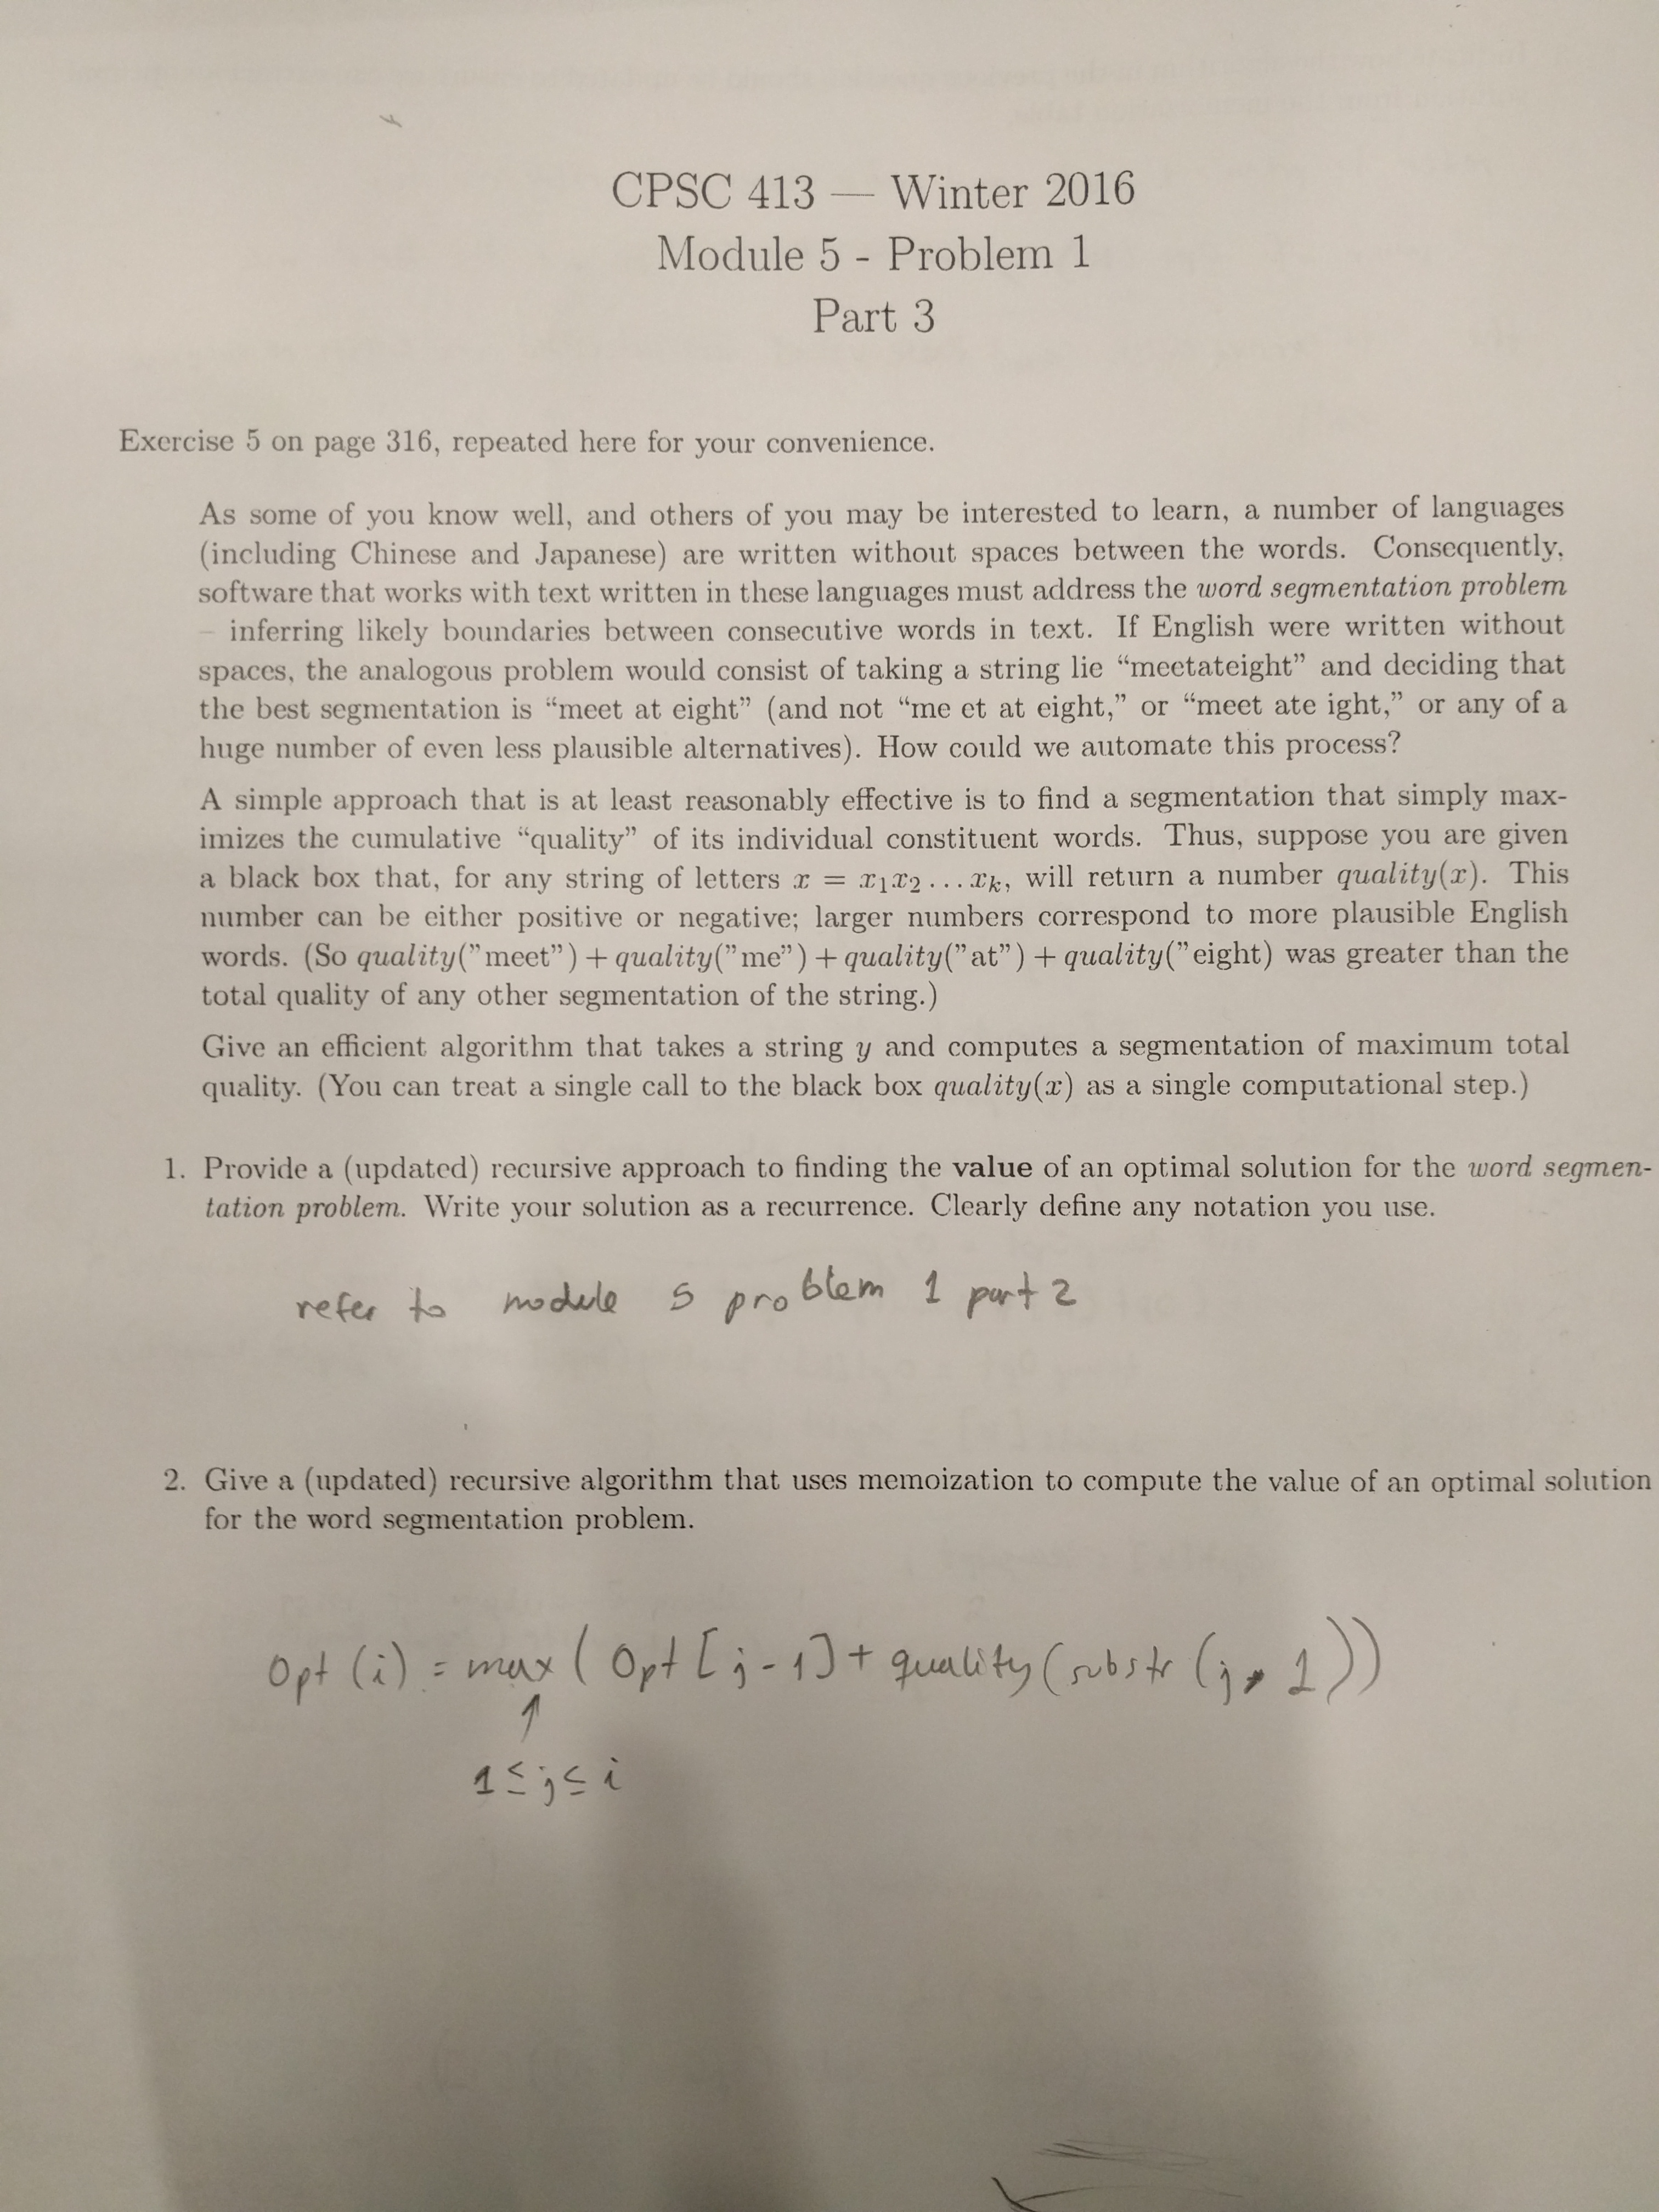 CPSC 413 — Winter 2016
Module 5 - Problem 1
Part 3
Exercise 5 on page 316, repeated here for your convenience.
As some of you know well, and others of you may be interested to learn, a number of languages
(including Chinese and Japanese) are written without spaces between the words. Consequently,
software that works with text written in these languages must address the word segmentation problem
– inferring likely boundaries between consecutive words in text. If English were written without
spaces, the analogous problem would consist of taking a string lie “meetateight” and deciding that
the best segmentation is “meet at eight” (and not “me et at eight,” or “meet ate ight,” or any of a
huge number of even less plausible alternatives). How could we automate this process?
A simple approach that is at least reasonably effective is to find a segmentation that simply max-
imizes the cumulative “quality” of its individual constituent words. Thus, suppose you are given
a black box that, for any string of letters x = x₁x₂...xₖ, will return a number quality(x). This
number can be either positive or negative; larger numbers correspond to more plausible English
words. (So quality(”meet”) + quality(”me”) + quality(”at”) + quality(”eight) was greater than the
total quality of any other segmentation of the string.)
Give an efficient algorithm that takes a string y and computes a segmentation of maximum total
quality. (You can treat a single call to the black box quality(x) as a single computational step.)
1. Provide a (updated) recursive approach to finding the value of an optimal solution for the word segmen-
tation problem. Write your solution as a recurrence. Clearly define any notation you use.
refer to module 5 problem 1 part 2
2. Give a (updated) recursive algorithm that uses memoization to compute the value of an optimal solution
for the word segmentation problem.
Opt (i) = max ( Opt [j-1] + quality (substr (j, 1))
↑
1 ≤ j ≤ i